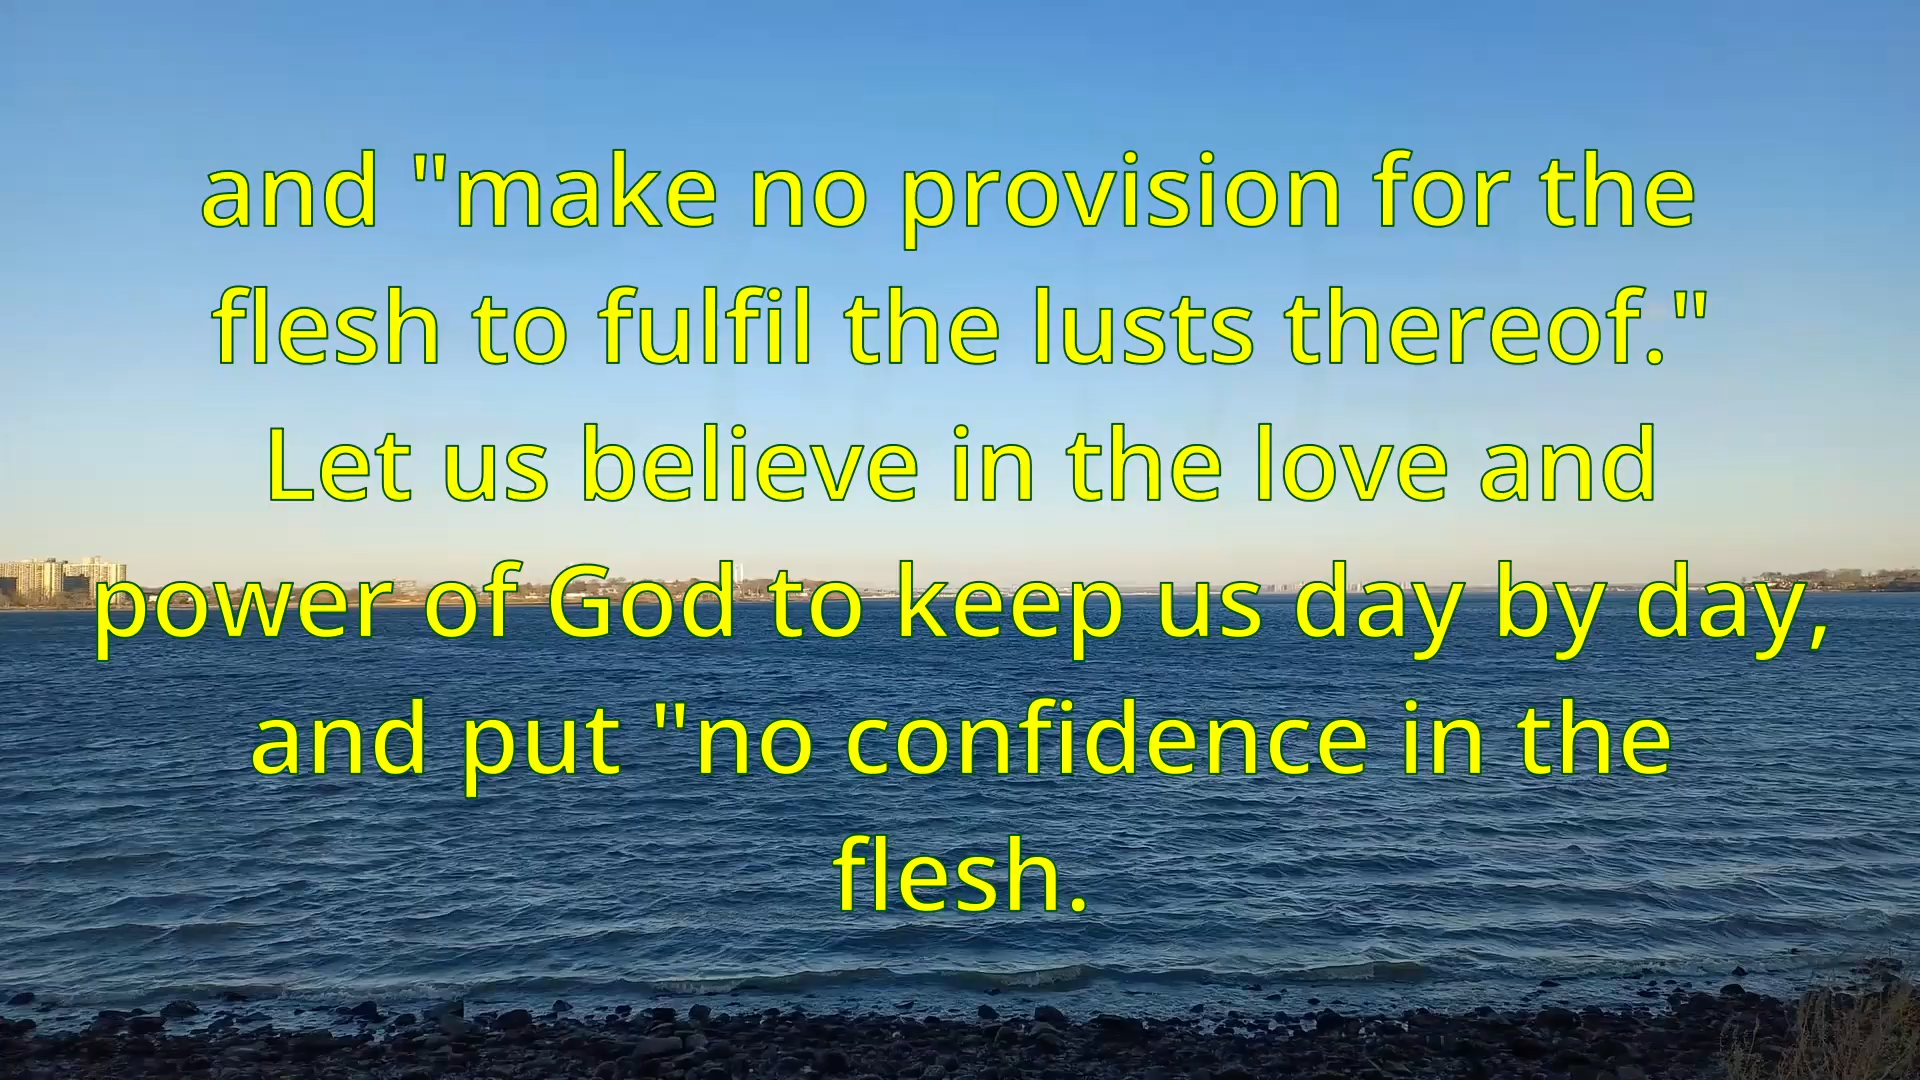 and "make no provision for the
flesh to fulfil the lusts thereof."
Let us believe in the love and
power of God to keep us day by day,
and put "no confidence in the
flesh.